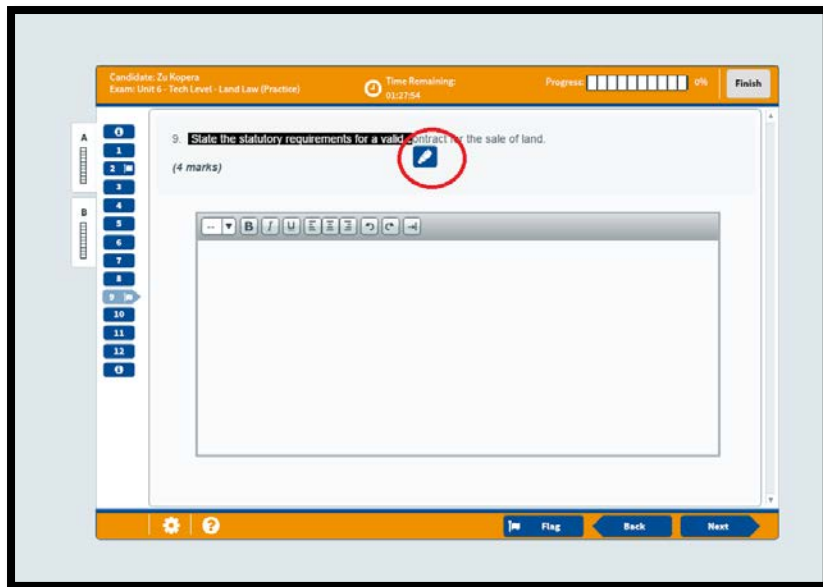 Candidate: Zu Kopera
Exam: Unit 6 - Tech Level - Land Law (Practice)
Time Remaining:
01:27:54
Progress:
0%
Finish
A
B
1
2
3
4
5
6
7
8
9
10
11
12
9. State the statutory requirements for a valid contract for the sale of land.
(4 marks)
--
B
I
U
Flag
Back
Next